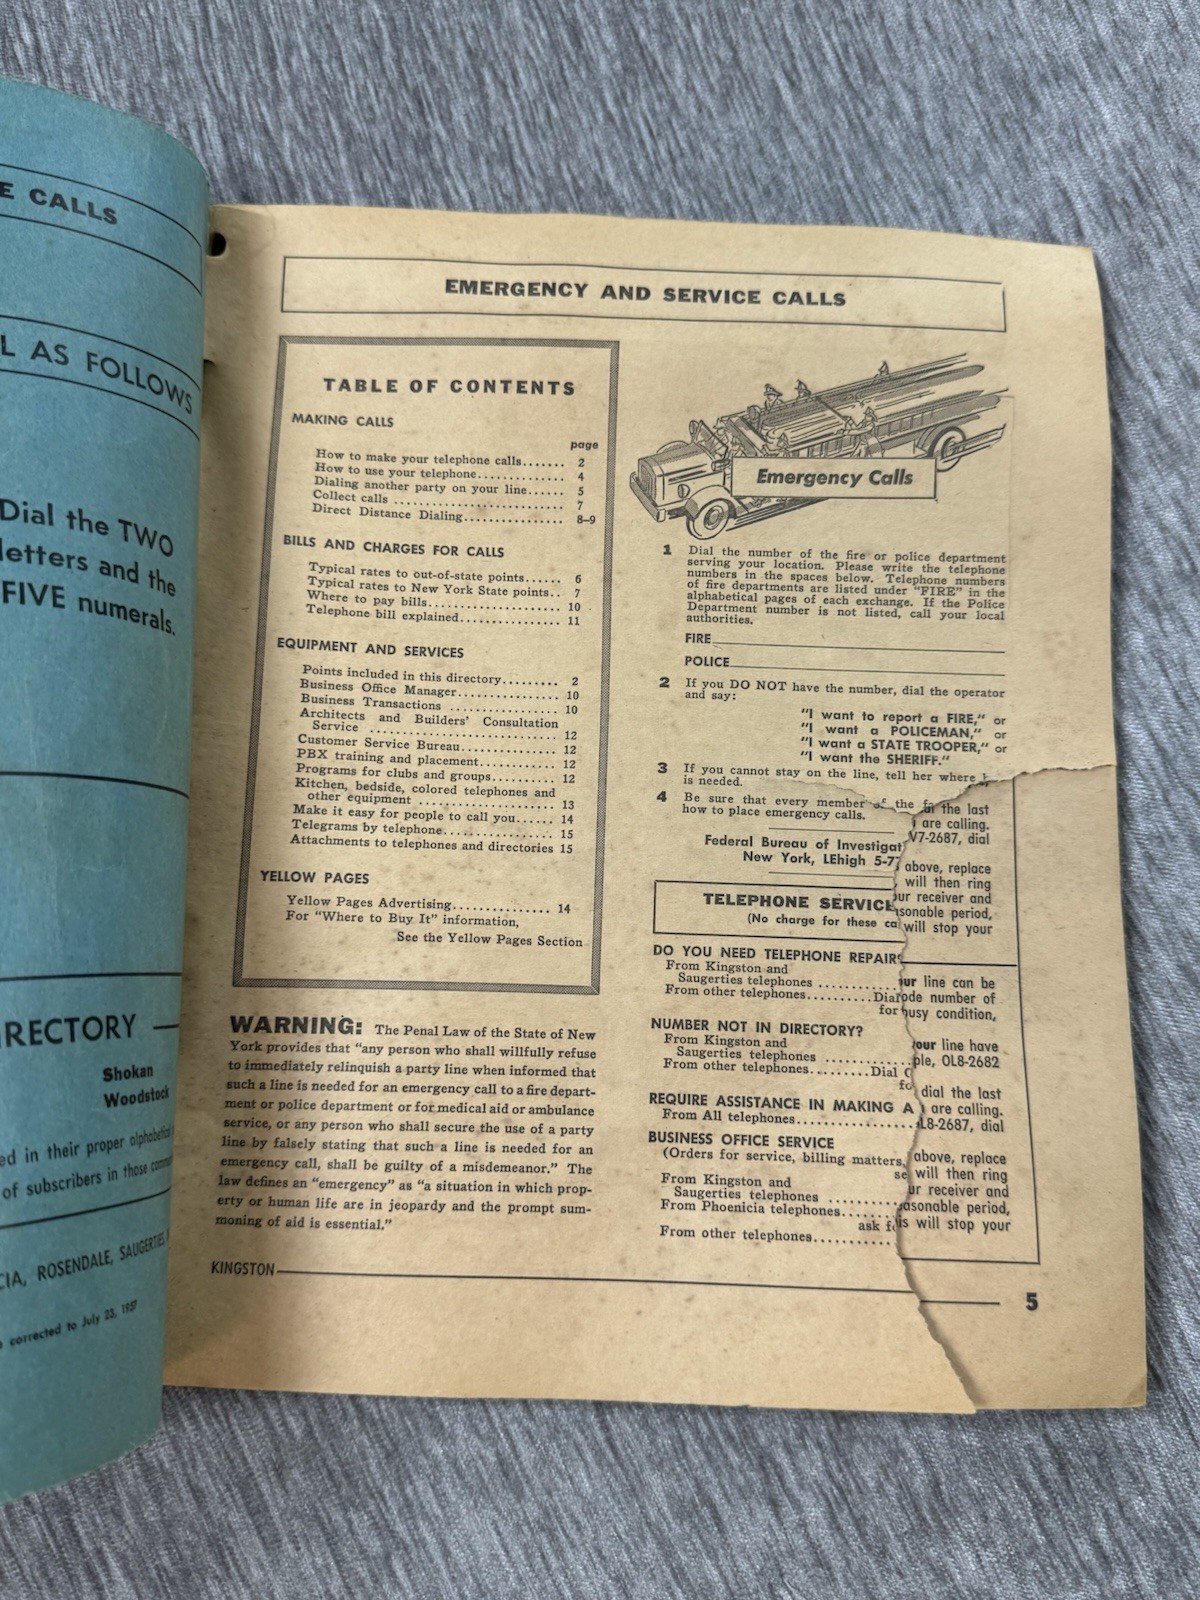 E CALLS
L AS FOLLOWS
Dial the TWO
letters and the
FIVE numerals.
IRECTORY
Shokan
Woodstock
ed in their proper alphabetical
of subscribers in those
CIA, ROSENDALE, SAUGERTIES
corrected to July 23, 1957
EMERGENCY AND SERVICE CALLS
TABLE OF CONTENTS
MAKING CALLS
page
How to make your telephone calls....... 2
How to use your telephone.............. 4
Dialing another party on your line...... 5
Collect calls ........................... 7
Direct Distance Dialing................ 8-9
BILLS AND CHARGES FOR CALLS
Typical rates to out-of-state points...... 6
Typical rates to New York State points.. 7
Where to pay bills...................... 10
Telephone bill explained................. 11
EQUIPMENT AND SERVICES
Points included in this directory......... 2
Business Office Manager................. 10
Business Transactions .................. 10
Architects and Builders' Consultation
Service ............................... 12
Customer Service Bureau................ 12
PBX training and placement............. 12
Programs for clubs and groups........... 12
Kitchen, bedside, colored telephones and
other equipment ...................... 13
Make it easy for people to call you...... 14
Telegrams by telephone.................. 15
Attachments to telephones and directories 15
YELLOW PAGES
Yellow Pages Advertising................ 14
For "Where to Buy It" information,
See the Yellow Pages Section
WARNING: The Penal Law of the State of New
York provides that "any person who shall willfully refuse
to immediately relinquish a party line when informed that
such a line is needed for an emergency call to a fire depart-
ment or police department or for medical aid or ambulance
service, or any person who shall secure the use of a party
line by falsely stating that such a line is needed for an
emergency call, shall be guilty of a misdemeanor." The
law defines an "emergency" as "a situation in which prop-
erty or human life are in jeopardy and the prompt sum-
moning of aid is essential."
KINGSTON
Emergency Calls
1 Dial the number of the fire or police department
serving your location. Please write the telephone
numbers in the spaces below. Telephone numbers
of fire departments are listed under "FIRE" in the
alphabetical pages of each exchange. If the Police
Department number is not listed, call your local
authorities.
FIRE
POLICE
2 If you DO NOT have the number, dial the operator
and say:
"I want to report a FIRE," or
"I want a POLICEMAN," or
"I want a STATE TROOPER," or
"I want the SHERIFF."
3 If you cannot stay on the line, tell her where
is needed.
4 Be sure that every member of the
how to place emergency calls.
Federal Bureau of Investigat
New York, LEhigh 5-77
TELEPHONE SERVICE
(No charge for these ca
DO YOU NEED TELEPHONE REPAIRS
From Kingston and
Saugerties telephones ..........
From other telephones..........Dial
for
NUMBER NOT IN DIRECTORY?
From Kingston and
Saugerties telephones ..........
From other telephones.........Dial
fo
REQUIRE ASSISTANCE IN MAKING A
From All telephones..............
BUSINESS OFFICE SERVICE
(Orders for service, billing matters,
se
From Kingston and
Saugerties telephones ..........
From Phoenicia telephones.......
ask f
From other telephones...........
the last
are calling.
V7-2687, dial
above, replace
will then ring
our receiver and
asonable period,
will stop your
our line can be
ode number of
busy condition,
our line have
ple, OL8-2682
dial the last
are calling.
L8-2687, dial
above, replace
will then ring
ur receiver and
asonable period,
is will stop your
5